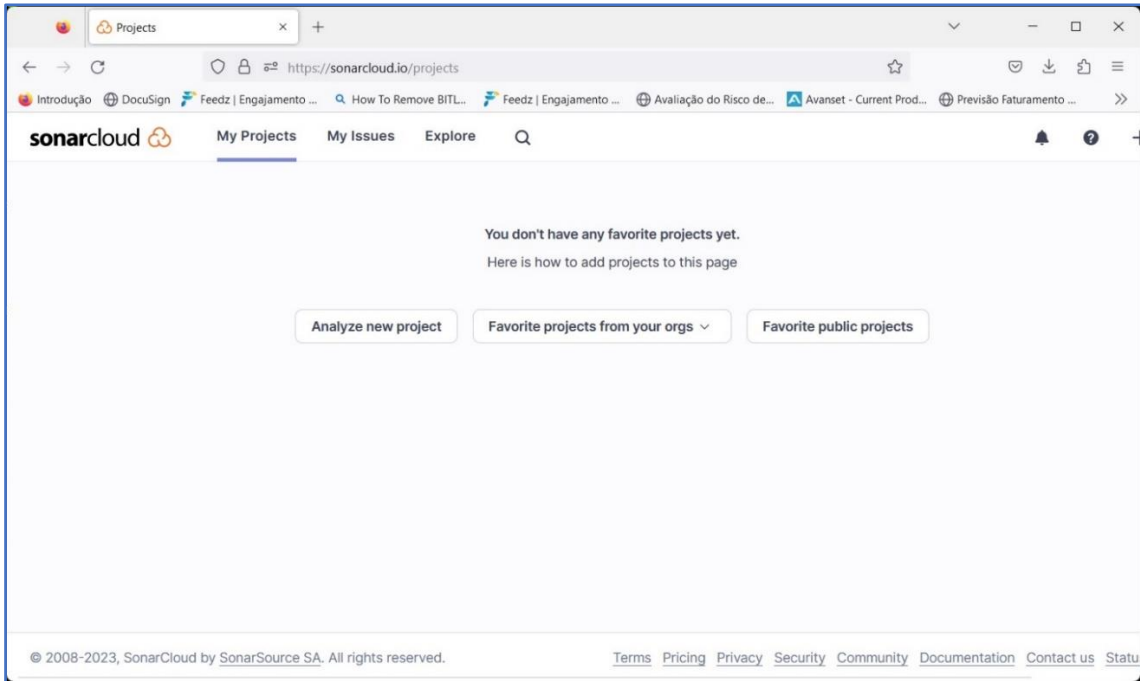 Projects
https://sonarcloud.io/projects
Introdução DocuSign Feedz | Engajamento ... How To Remove BITL... Feedz | Engajamento ... Avaliação do Risco de... Avanset - Current Prod... Previsão Faturamento ...
sonarcloud My Projects My Issues Explore
You don't have any favorite projects yet.
Here is how to add projects to this page
Analyze new project Favorite projects from your orgs Favorite public projects
© 2008-2023, SonarCloud by SonarSource SA. All rights reserved. Terms Pricing Privacy Security Community Documentation Contact us Statu